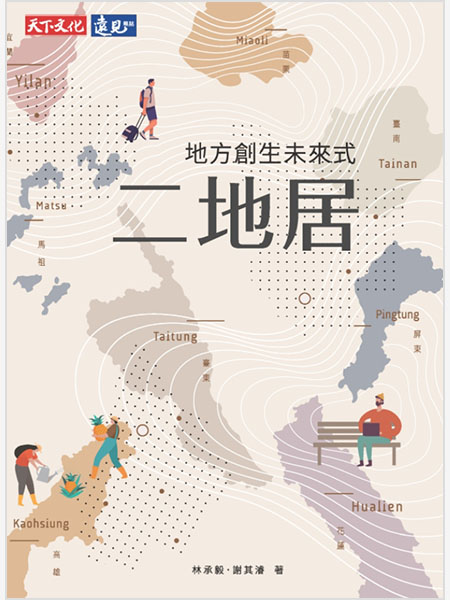 天下文化
遠見雜誌
Miaoli
苗栗
宜蘭
Yilan
臺南
Tainan
地方創生未來式
二地居
Matsu
馬祖
Pingtung
屏東
Taitung
臺東
Hualien
花蓮
Kaohsiung
高雄
林承毅・謝其濬 著